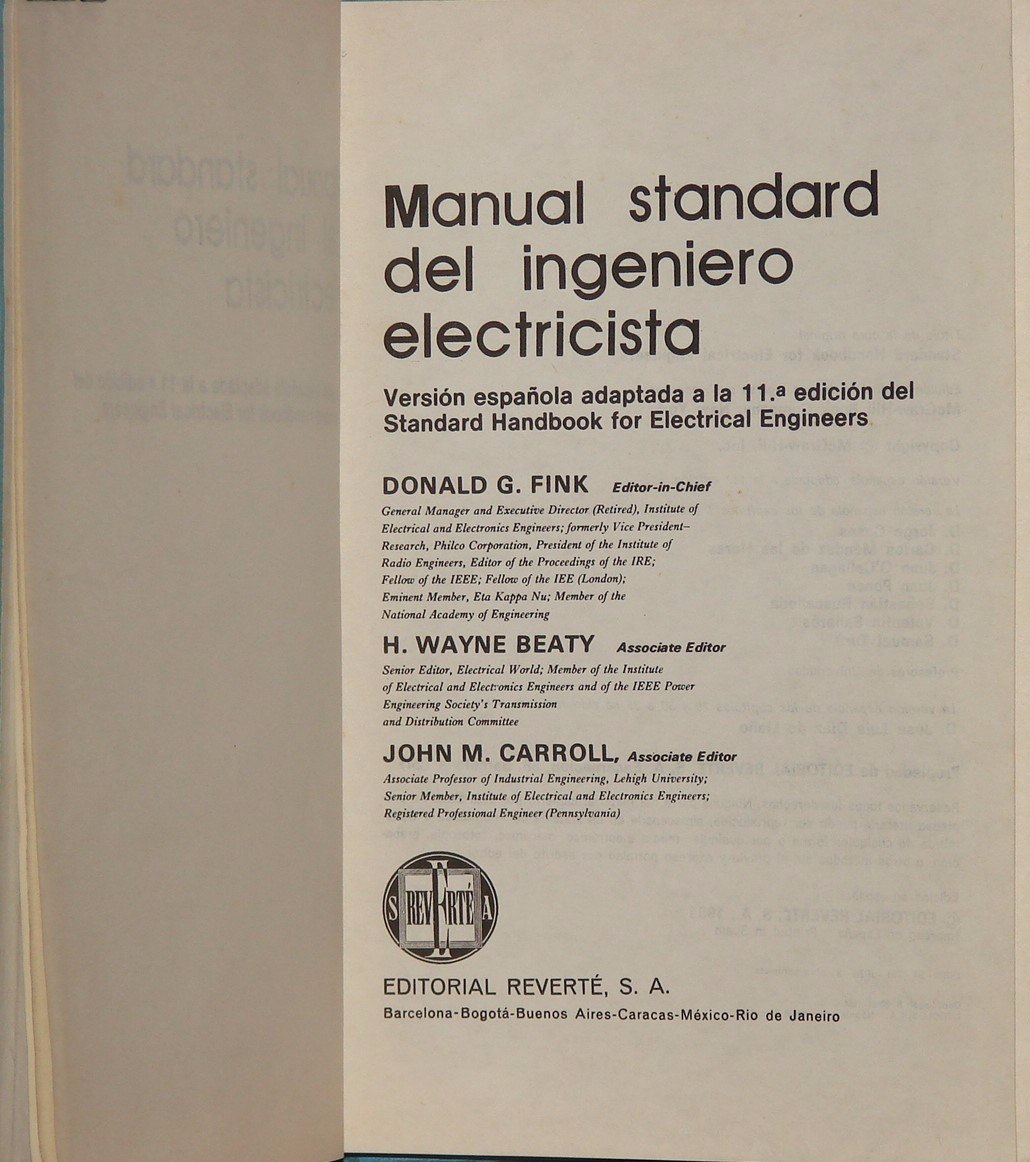 Manual standard
del ingeniero
electricista
Versión española adaptada a la 11.ª edición del
Standard Handbook for Electrical Engineers
DONALD G. FINK Editor-in-Chief
General Manager and Executive Director (Retired), Institute of
Electrical and Electronics Engineers; formerly Vice President–
Research, Philco Corporation, President of the Institute of
Radio Engineers, Editor of the Proceedings of the IRE;
Fellow of the IEEE; Fellow of the IEE (London);
Eminent Member, Eta Kappa Nu; Member of the
National Academy of Engineering
H. WAYNE BEATY Associate Editor
Senior Editor, Electrical World; Member of the Institute
of Electrical and Electronics Engineers and of the IEEE Power
Engineering Society's Transmission
and Distribution Committee
JOHN M. CARROLL, Associate Editor
Associate Professor of Industrial Engineering, Lehigh University;
Senior Member, Institute of Electrical and Electronics Engineers;
Registered Professional Engineer (Pennsylvania)
E
S REVERTÉ A
EDITORIAL REVERTÉ, S. A.
Barcelona-Bogotá-Buenos Aires-Caracas-México-Rio de Janeiro